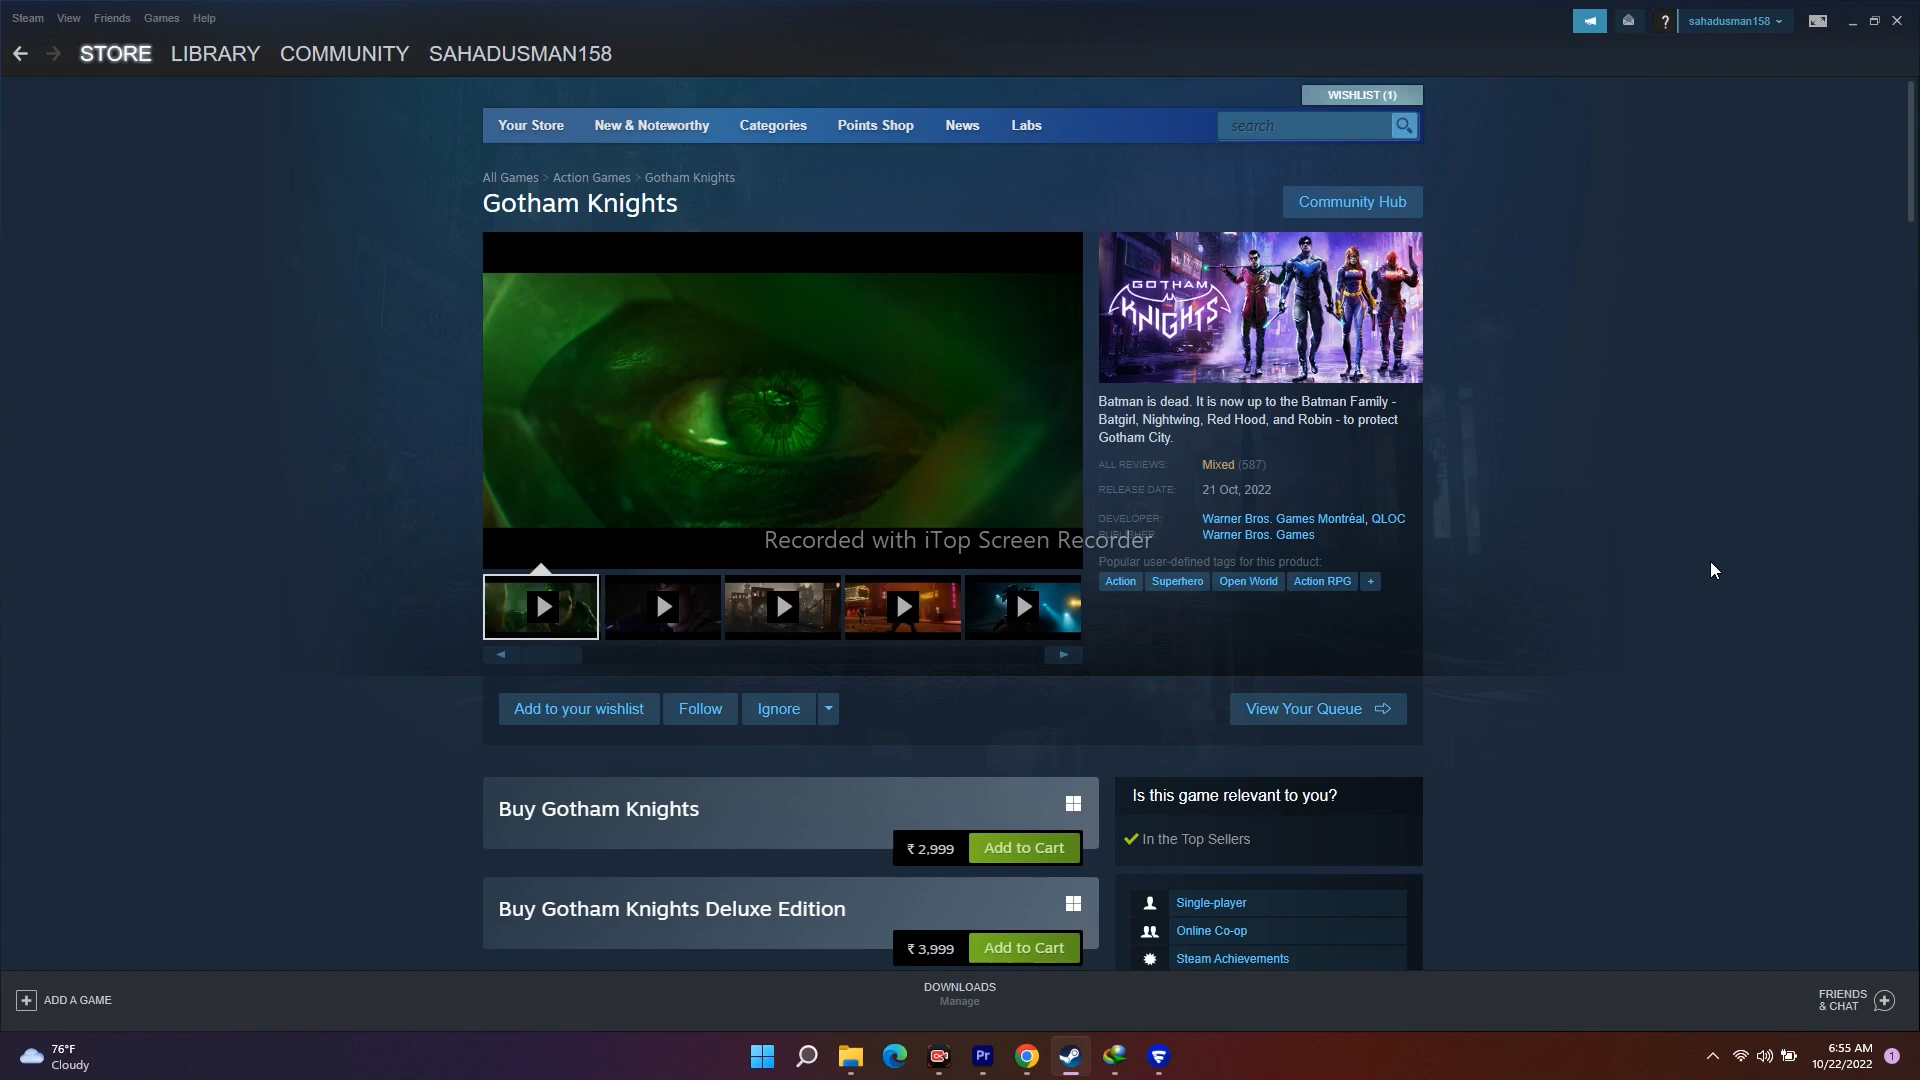 Steam View Friends Games Help
? sahadusman158
STORE LIBRARY COMMUNITY SAHADUSMAN158
WISHLIST (1)
Your Store New & Noteworthy Categories Points Shop News Labs search
All Games > Action Games > Gotham Knights
Gotham Knights
Community Hub
GOTHAM
KNIGHTS
Batman is dead. It is now up to the Batman Family -
Batgirl, Nightwing, Red Hood, and Robin - to protect
Gotham City.
ALL REVIEWS: Mixed (587)
RELEASE DATE: 21 Oct, 2022
DEVELOPER: Warner Bros. Games Montréal, QLOC
PUBLISHER: Warner Bros. Games
Recorded with iTop Screen Recorder
Popular user-defined tags for this product:
Action Superhero Open World Action RPG +
Add to your wishlist Follow Ignore View Your Queue
Buy Gotham Knights
₹ 2,999 Add to Cart
Is this game relevant to you?
In the Top Sellers
Buy Gotham Knights Deluxe Edition
₹ 3,999 Add to Cart
Single-player
Online Co-op
Steam Achievements
+ ADD A GAME
DOWNLOADS
Manage
FRIENDS
& CHAT
76°F
Cloudy
Pr
6:55 AM
10/22/2022
1